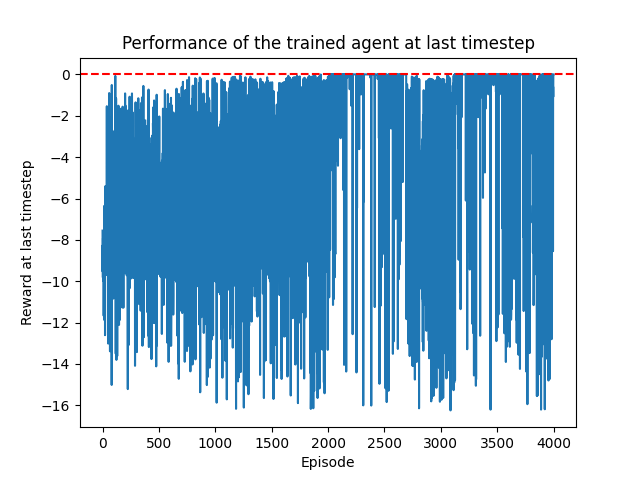 Performance of the trained agent at last timestep
Reward at last timestep
0
−2
−4
−6
−8
−10
−12
−14
−16
0 500 1000 1500 2000 2500 3000 3500 4000
Episode